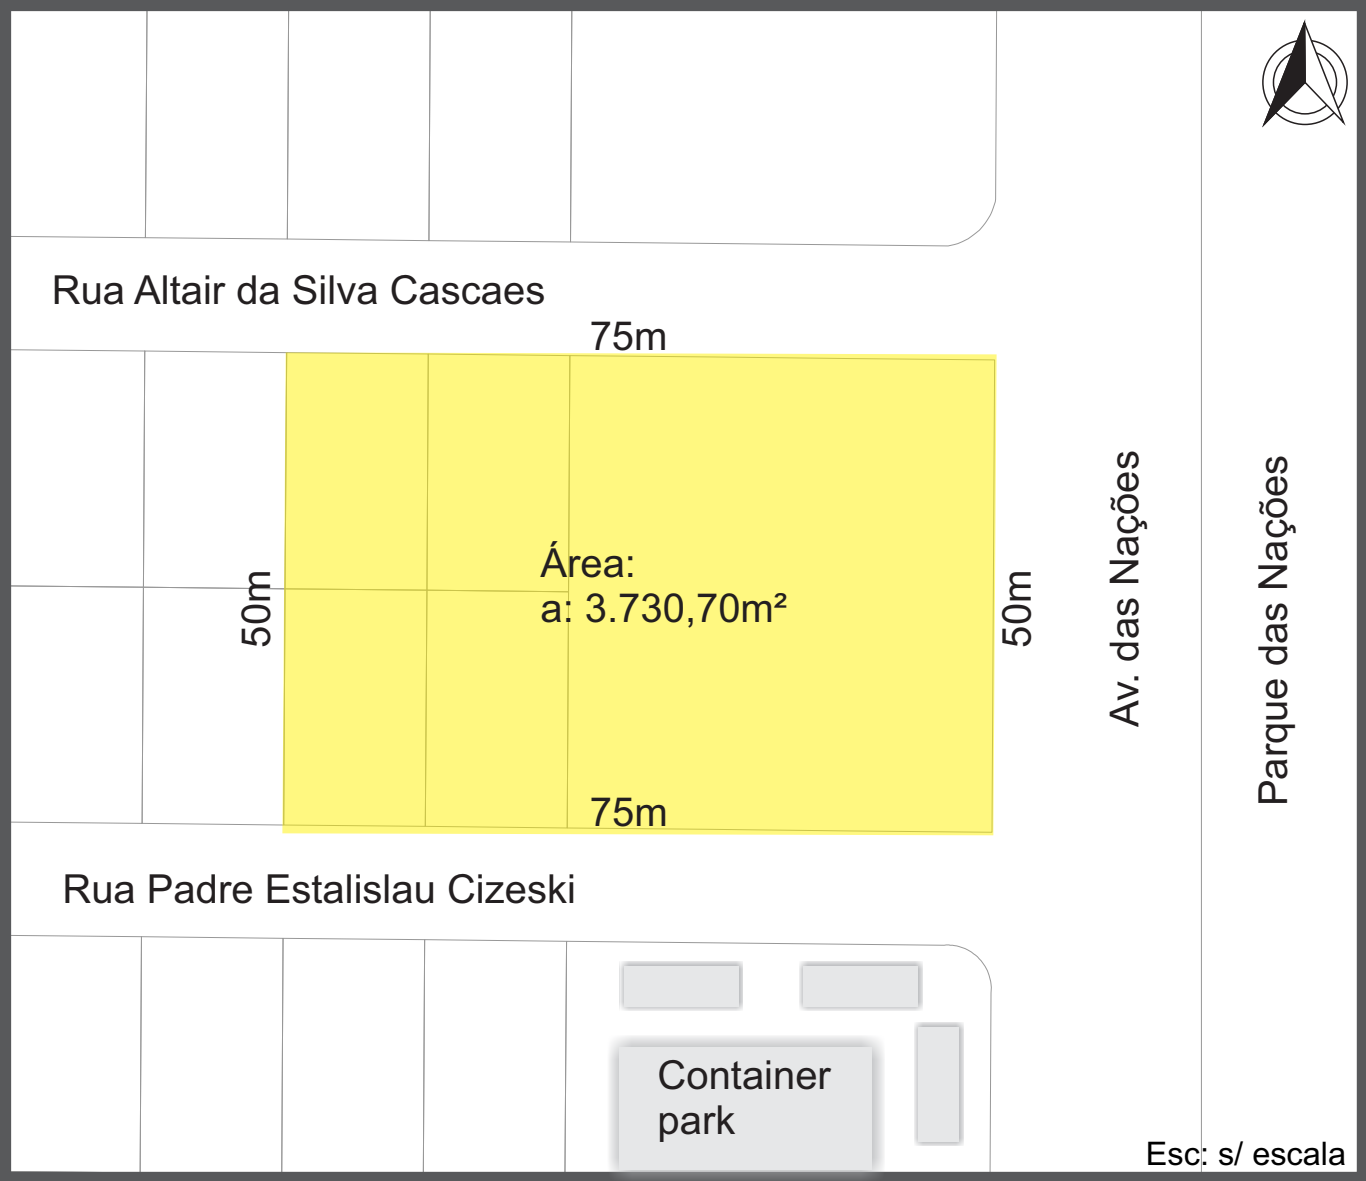 Rua Altair da Silva Cascaes
75m
Área:
a: 3.730,70m²
50m
50m
Av. das Nações
Parque das Nações
75m
Rua Padre Estalislau Cizeski
Container
park
Esc: s/ escala